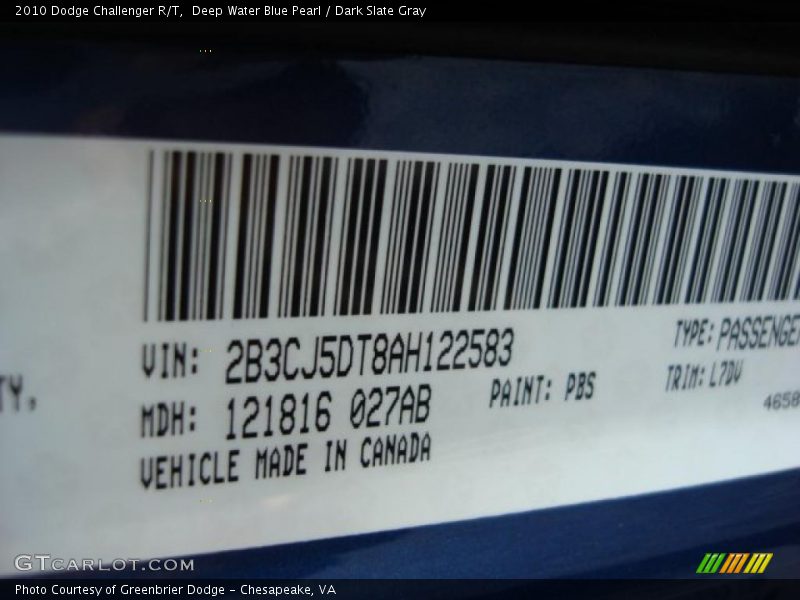 2010 Dodge Challenger R/T,  Deep Water Blue Pearl / Dark Slate Gray
VIN: 2B3CJ5DT8AH122583
TYPE: PASSENGE
MDH: 121816 027AB
PAINT: PBS
TRIM: L7DV
TY,
4658
VEHICLE MADE IN CANADA
GTCARLOT.COM
Photo Courtesy of Greenbrier Dodge - Chesapeake, VA